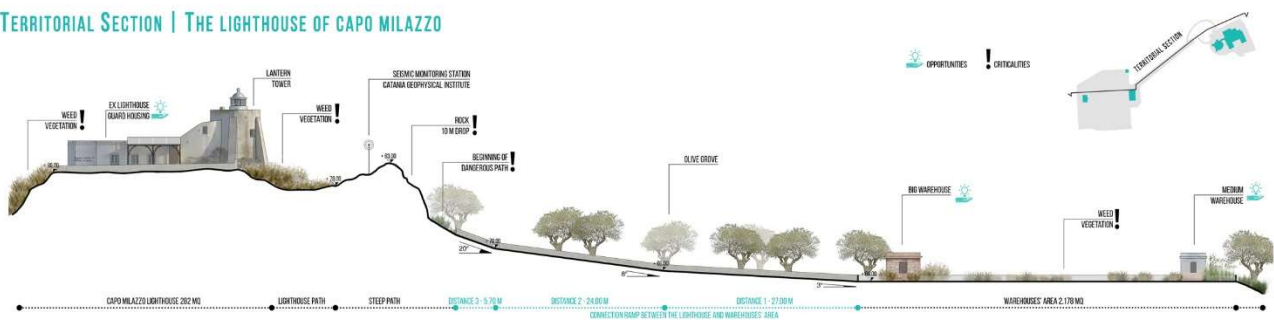 TERRITORIAL SECTION | THE LIGHTHOUSE OF CAPO MILAZZO
TERRITORIAL SECTION
OPPORTUNITIES
! CRITICALITIES
LANTERN
TOWER
SEISMIC MONITORING STATION
CATANIA GEOPHYSICAL INSTITUTE
WEED
VEGETATION !
EX LIGHTHOUSE
GUARD HOUSING
WEED
VEGETATION !
ROCK
10 M DROP !
BEGINNING OF
DANGEROUS PATH !
OLIVE GROVE
BIG WAREHOUSE
WEED
VEGETATION !
MEDIUM
WAREHOUSE
20°
6°
3°
CAPO MILAZZO LIGHTHOUSE 282 MQ
LIGHTHOUSE PATH
STEEP PATH
DISTANCE 3 - 5.70 M
DISTANCE 2 - 24.00 M
DISTANCE 1 - 27.00 M
WAREHOUSES' AREA 2.178 MQ
CONNECTION RAMP BETWEEN THE LIGHTHOUSE AND WAREHOUSES' AREA